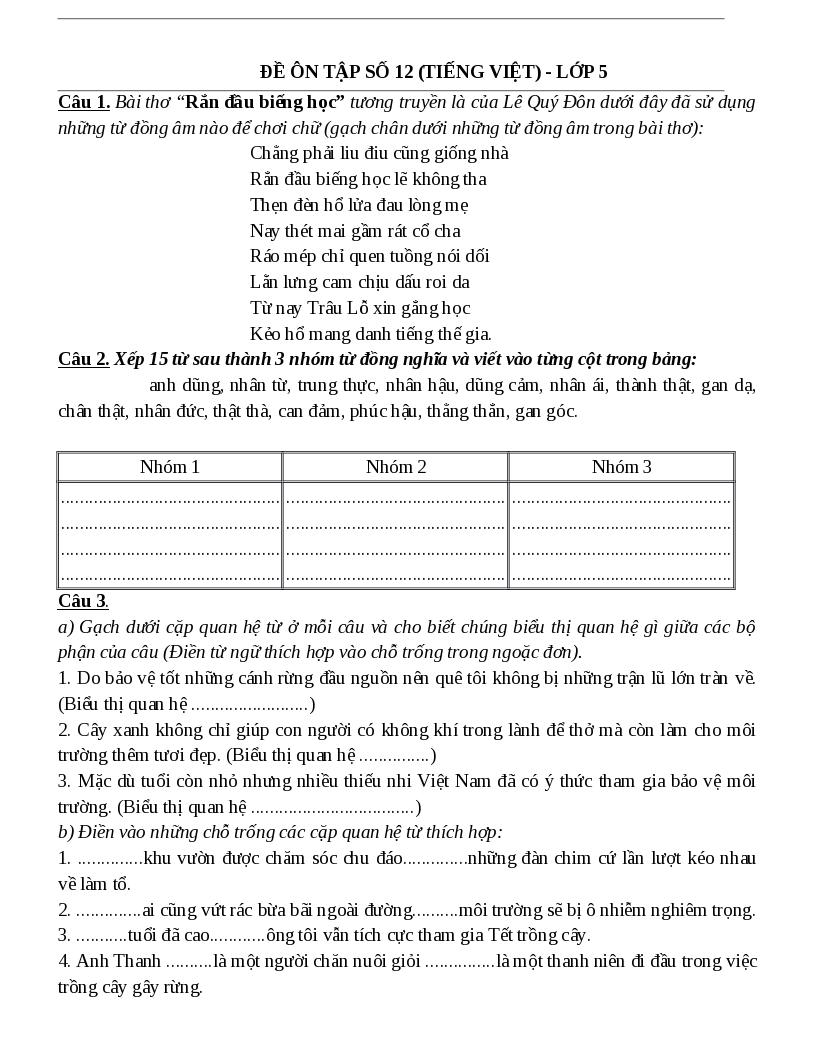 ĐỀ ÔN TẬP SỐ 12 (TIẾNG VIỆT) - LỚP 5
Câu 1. Bài thơ “Rắn đầu biếng học” tương truyền là của Lê Quý Đôn dưới đây đã sử dụng
những từ đồng âm nào để chơi chữ (gạch chân dưới những từ đồng âm trong bài thơ):
Chẳng phải liu điu cũng giống nhà
Rắn đầu biếng học lẽ không tha
Thẹn đèn hổ lửa đau lòng mẹ
Nay thét mai gầm rát cổ cha
Ráo mép chỉ quen tuồng nói dối
Lằn lưng cam chịu dấu roi da
Từ nay Trâu Lỗ xin gắng học
Kẻo hổ mang danh tiếng thế gia.
Câu 2. Xếp 15 từ sau thành 3 nhóm từ đồng nghĩa và viết vào từng cột trong bảng:
anh dũng, nhân từ, trung thực, nhân hậu, dũng cảm, nhân ái, thành thật, gan dạ,
chân thật, nhân đức, thật thà, can đảm, phúc hậu, thẳng thắn, gan góc.
Nhóm 1 Nhóm 2 Nhóm 3
............................................... ............................................... ...............................................
............................................... ............................................... ...............................................
............................................... ............................................... ...............................................
............................................... ............................................... ...............................................
Câu 3.
a) Gạch dưới cặp quan hệ từ ở mỗi câu và cho biết chúng biểu thị quan hệ gì giữa các bộ
phận của câu (Điền từ ngữ thích hợp vào chỗ trống trong ngoặc đơn).
1. Do bảo vệ tốt những cánh rừng đầu nguồn nên quê tôi không bị những trận lũ lớn tràn về.
(Biểu thị quan hệ .........................)
2. Cây xanh không chỉ giúp con người có không khí trong lành để thở mà còn làm cho môi
trường thêm tươi đẹp. (Biểu thị quan hệ ...............)
3. Mặc dù tuổi còn nhỏ nhưng nhiều thiếu nhi Việt Nam đã có ý thức tham gia bảo vệ môi
trường. (Biểu thị quan hệ ...................................)
b) Điền vào những chỗ trống các cặp quan hệ từ thích hợp:
1. ..............khu vườn được chăm sóc chu đáo..............những đàn chim cứ lần lượt kéo nhau
về làm tổ.
2. ..............ai cũng vứt rác bừa bãi ngoài đường..........môi trường sẽ bị ô nhiễm nghiêm trọng.
3. ...........tuổi đã cao............ông tôi vẫn tích cực tham gia Tết trồng cây.
4. Anh Thanh ..........là một người chăn nuôi giỏi ...............là một thanh niên đi đầu trong việc
trồng cây gây rừng.